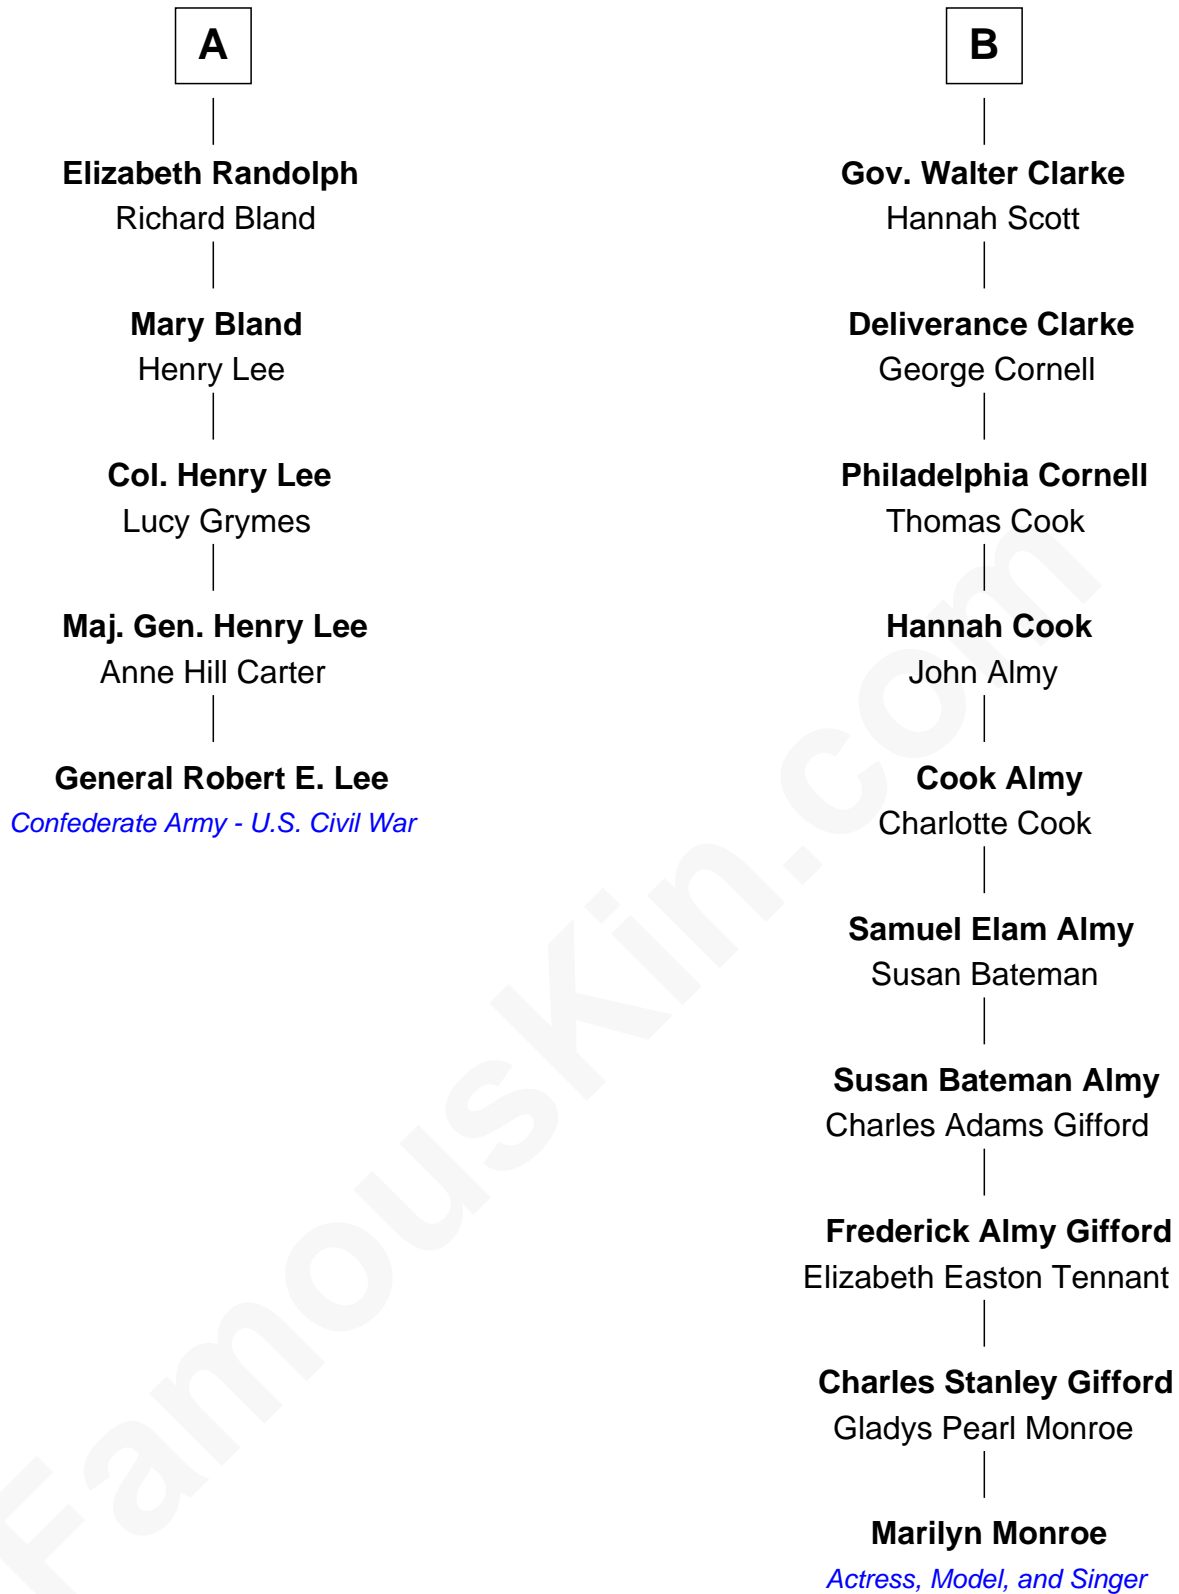 A
Elizabeth Randolph
Richard Bland
Mary Bland
Henry Lee
Col. Henry Lee
Lucy Grymes
Maj. Gen. Henry Lee
Anne Hill Carter
General Robert E. Lee
Confederate Army - U.S. Civil War
B
Gov. Walter Clarke
Hannah Scott
Deliverance Clarke
George Cornell
Philadelphia Cornell
Thomas Cook
Hannah Cook
John Almy
Cook Almy
Charlotte Cook
Samuel Elam Almy
Susan Bateman
Susan Bateman Almy
Charles Adams Gifford
Frederick Almy Gifford
Elizabeth Easton Tennant
Charles Stanley Gifford
Gladys Pearl Monroe
Marilyn Monroe
Actress, Model, and Singer
FamousKin.com